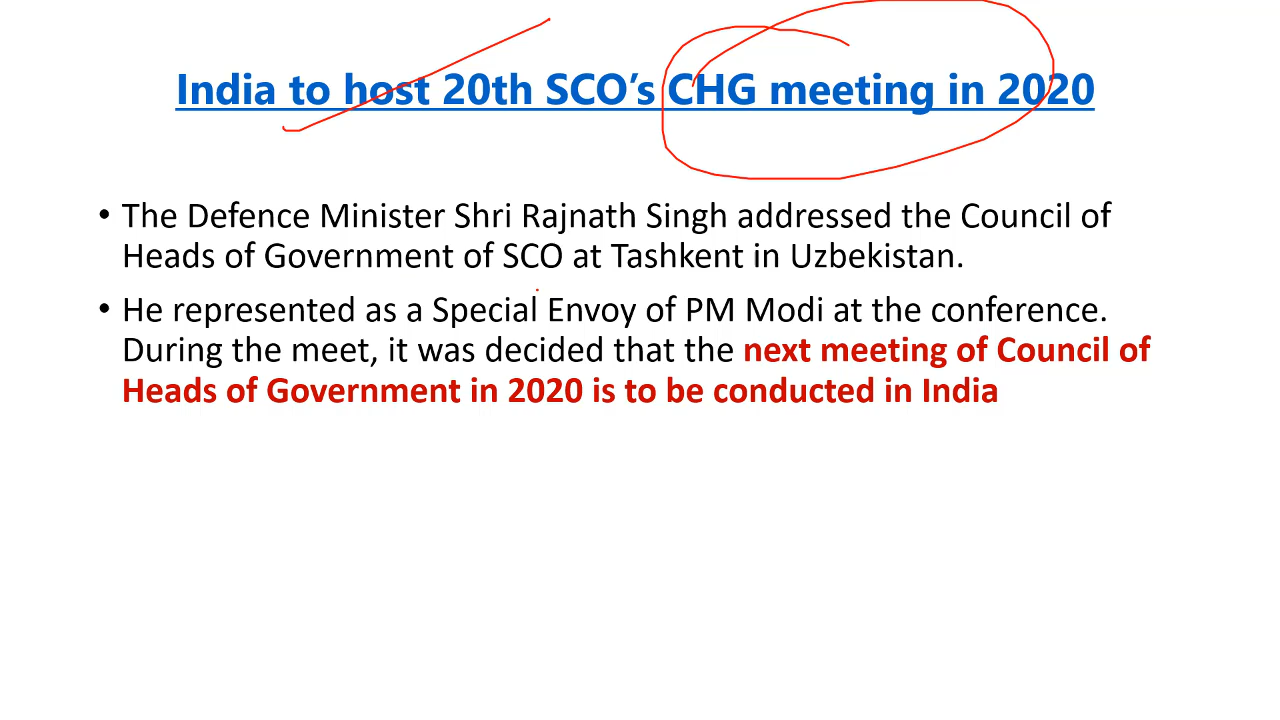 India to host 20th SCO’s CHG meeting in 2020
• The Defence Minister Shri Rajnath Singh addressed the Council of
Heads of Government of SCO at Tashkent in Uzbekistan.
• He represented as a Special Envoy of PM Modi at the conference.
During the meet, it was decided that the next meeting of Council of
Heads of Government in 2020 is to be conducted in India